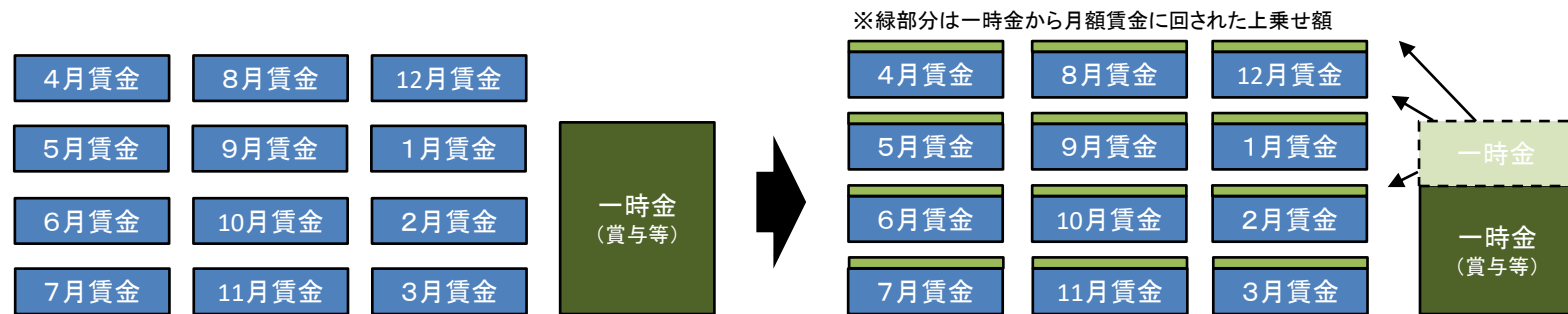 ※緑部分は一時金から月額賃金に回された上乗せ額
４月賃金
８月賃金
12月賃金
５月賃金
９月賃金
１月賃金
６月賃金
10月賃金
２月賃金
７月賃金
11月賃金
３月賃金
一時金
（賞与等）
４月賃金
８月賃金
12月賃金
５月賃金
９月賃金
１月賃金
６月賃金
10月賃金
２月賃金
７月賃金
11月賃金
３月賃金
一時金
一時金
（賞与等）